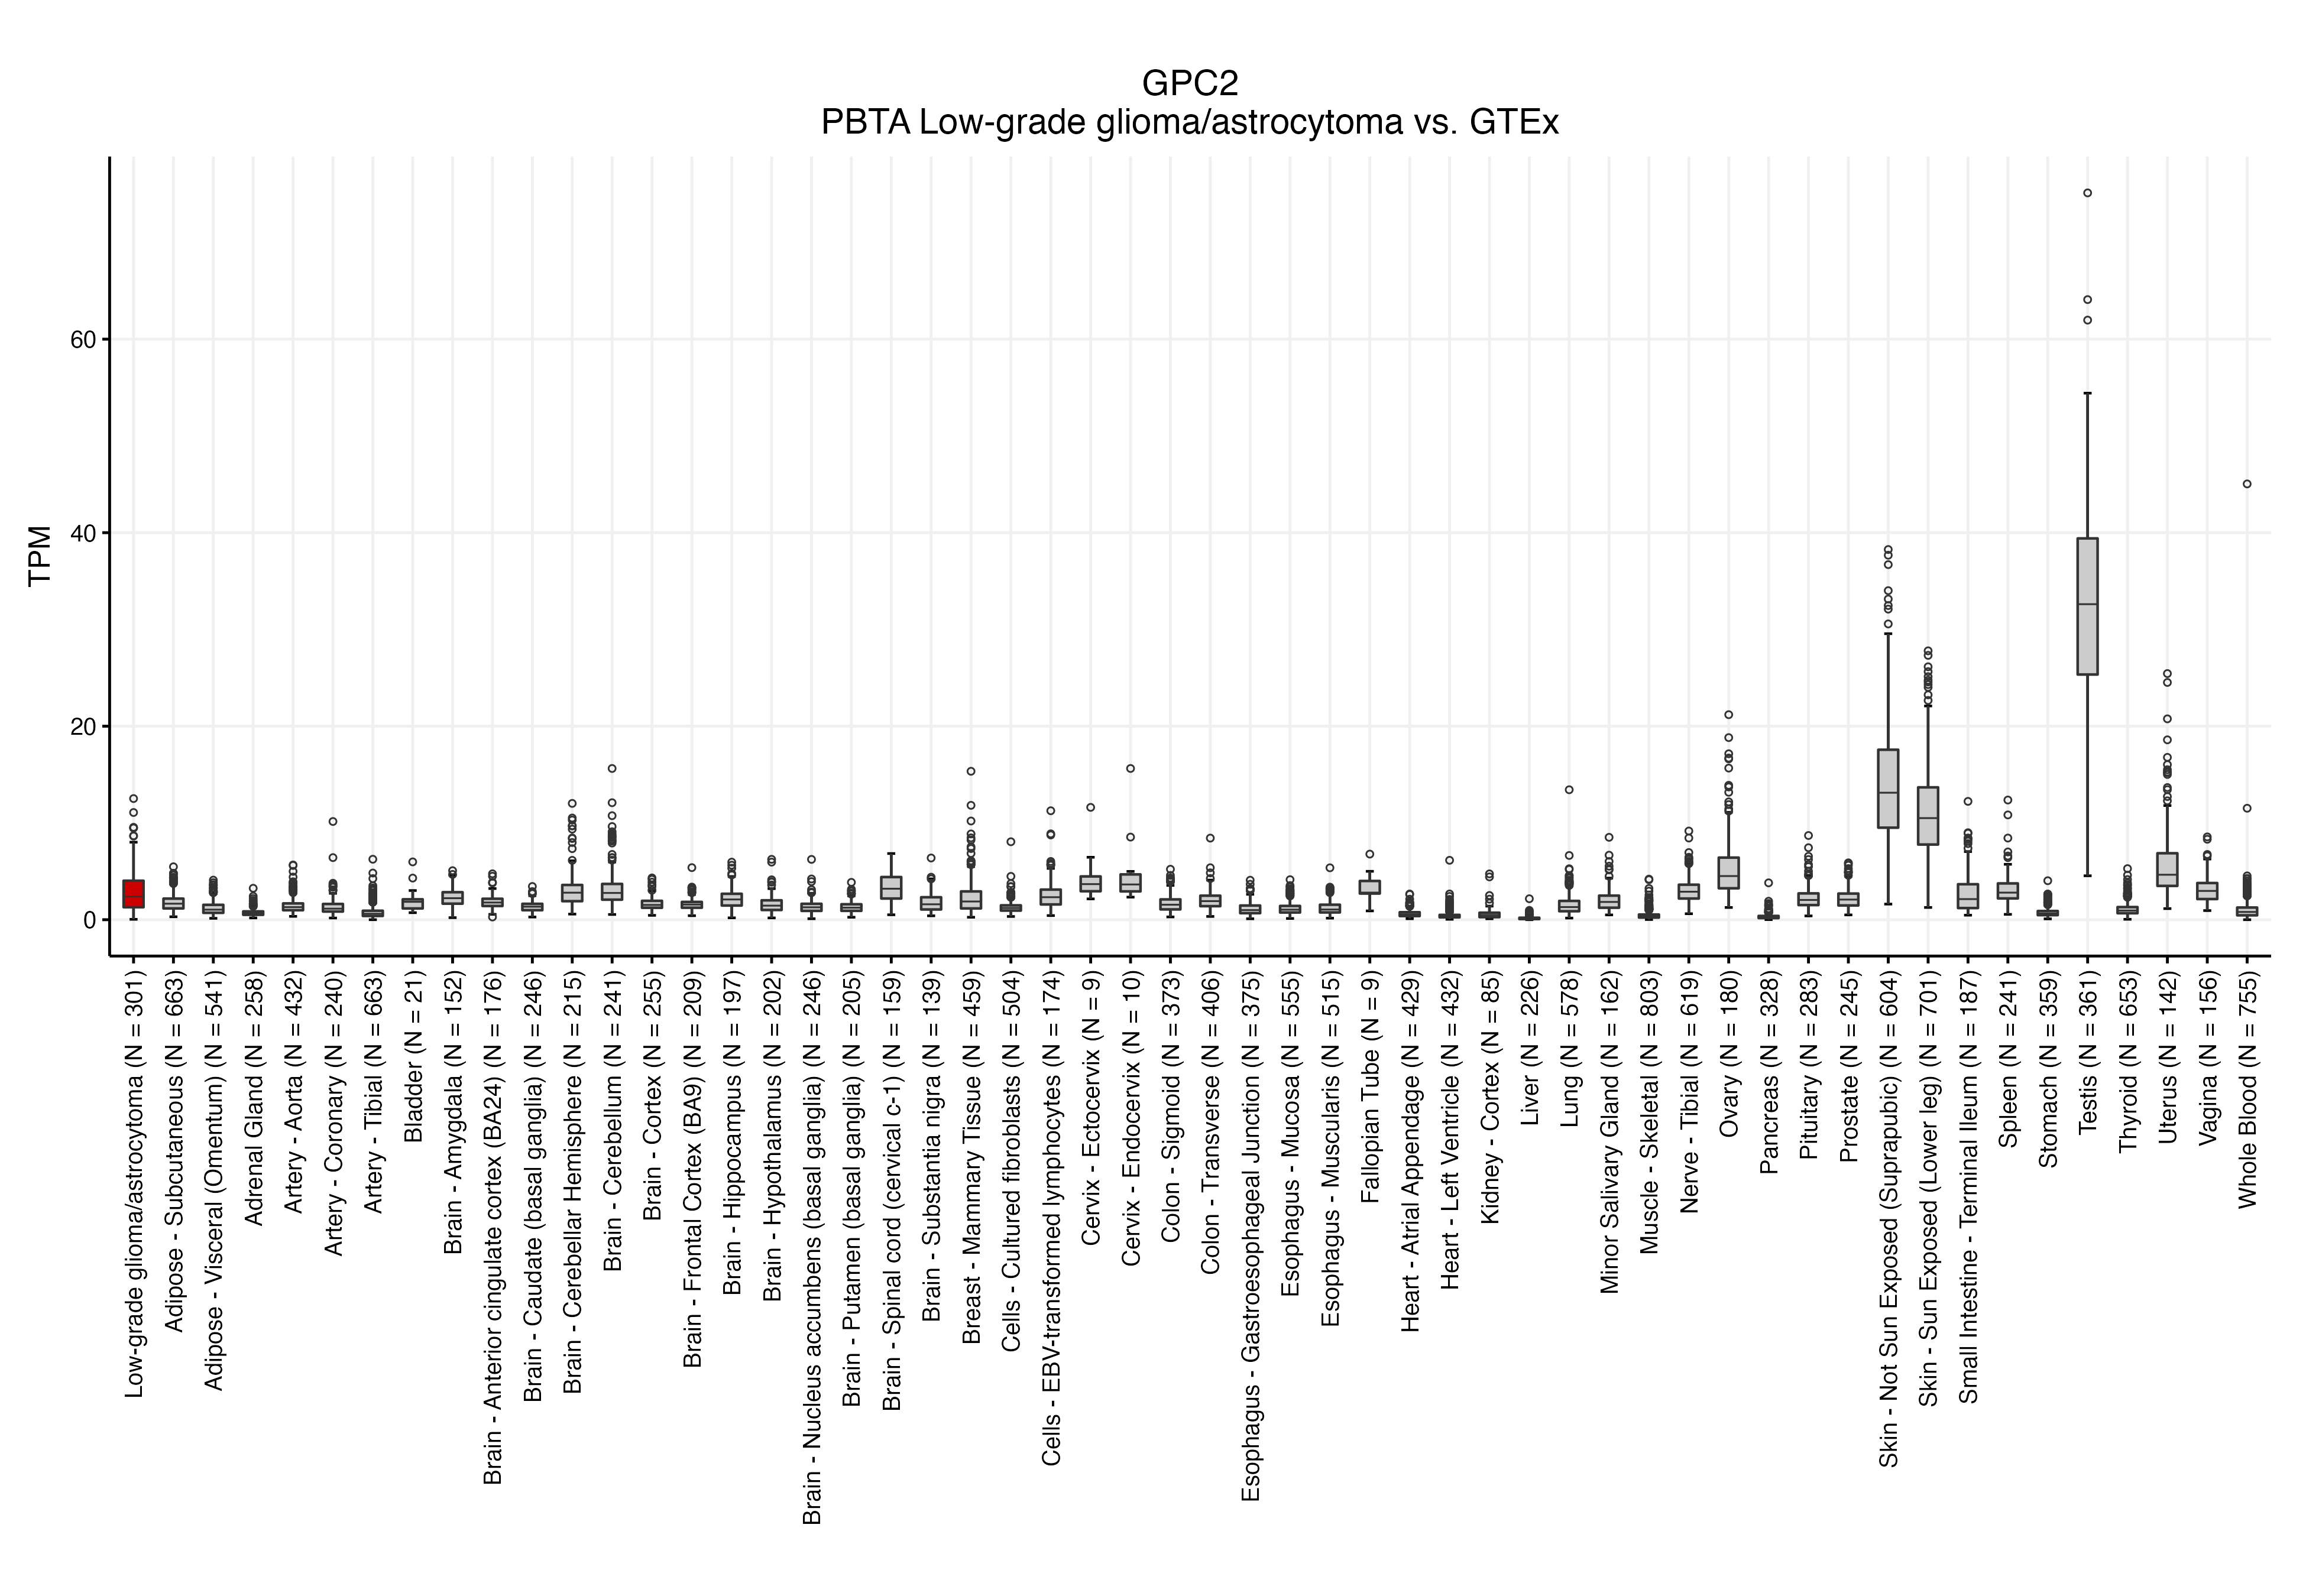 GPC2
PBTA Low-grade glioma/astrocytoma vs. GTEx
TPM
60
40
20
0
Low-grade glioma/astrocytoma (N = 301)
Adipose - Subcutaneous (N = 663)
Adipose - Visceral (Omentum) (N = 541)
Adrenal Gland (N = 258)
Artery - Aorta (N = 432)
Artery - Coronary (N = 240)
Artery - Tibial (N = 663)
Bladder (N = 21)
Brain - Amygdala (N = 152)
Brain - Anterior cingulate cortex (BA24) (N = 176)
Brain - Caudate (basal ganglia) (N = 246)
Brain - Cerebellar Hemisphere (N = 215)
Brain - Cerebellum (N = 241)
Brain - Cortex (N = 255)
Brain - Frontal Cortex (BA9) (N = 209)
Brain - Hippocampus (N = 197)
Brain - Hypothalamus (N = 202)
Brain - Nucleus accumbens (basal ganglia) (N = 246)
Brain - Putamen (basal ganglia) (N = 205)
Brain - Spinal cord (cervical c-1) (N = 159)
Brain - Substantia nigra (N = 139)
Breast - Mammary Tissue (N = 459)
Cells - Cultured fibroblasts (N = 504)
Cells - EBV-transformed lymphocytes (N = 174)
Cervix - Ectocervix (N = 9)
Cervix - Endocervix (N = 10)
Colon - Sigmoid (N = 373)
Colon - Transverse (N = 406)
Esophagus - Gastroesophageal Junction (N = 375)
Esophagus - Mucosa (N = 555)
Esophagus - Muscularis (N = 515)
Fallopian Tube (N = 9)
Heart - Atrial Appendage (N = 429)
Heart - Left Ventricle (N = 432)
Kidney - Cortex (N = 85)
Liver (N = 226)
Lung (N = 578)
Minor Salivary Gland (N = 162)
Muscle - Skeletal (N = 803)
Nerve - Tibial (N = 619)
Ovary (N = 180)
Pancreas (N = 328)
Pituitary (N = 283)
Prostate (N = 245)
Skin - Not Sun Exposed (Suprapubic) (N = 604)
Skin - Sun Exposed (Lower leg) (N = 701)
Small Intestine - Terminal Ileum (N = 187)
Spleen (N = 241)
Stomach (N = 359)
Testis (N = 361)
Thyroid (N = 653)
Uterus (N = 142)
Vagina (N = 156)
Whole Blood (N = 755)